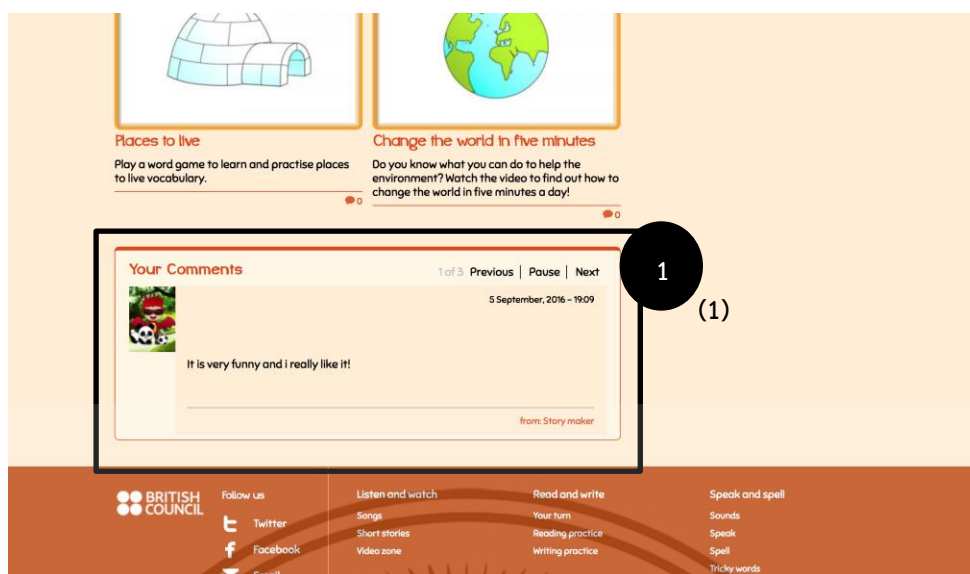 Places to live
Play a word game to learn and practise places
to live vocabulary.
0
Change the world in five minutes
Do you know what you can do to help the
environment? Watch the video to find out how to
change the world in five minutes a day!
0
Your Comments
1 of 3 Previous | Pause | Next
5 September, 2016 - 19:09
It is very funny and i really like it!
from: Story maker
1
(1)
BRITISH
COUNCIL
Follow us
Twitter
Facebook
Email
Listen and watch
Songs
Short stories
Video zone
Read and write
Your turn
Reading practice
Writing practice
Speak and spell
Sounds
Speak
Spell
Tricky words